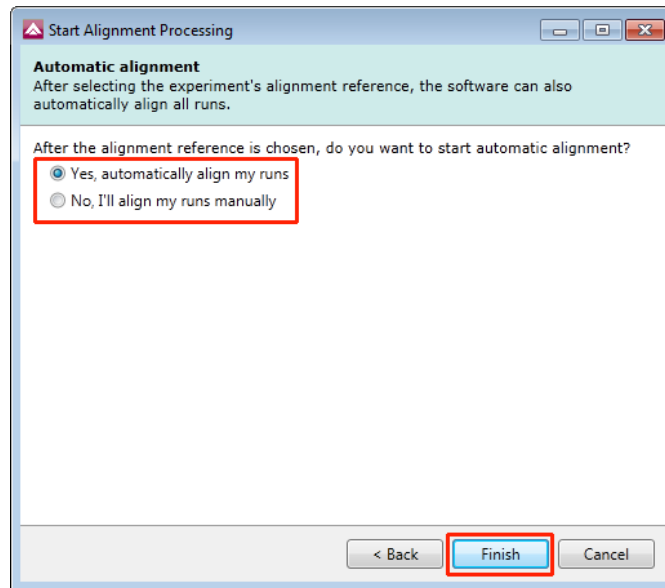 Start Alignment Processing
Automatic alignment
After selecting the experiment's alignment reference, the software can also
automatically align all runs.
After the alignment reference is chosen, do you want to start automatic alignment?
Yes, automatically align my runs
No, I'll align my runs manually
< Back
Finish
Cancel